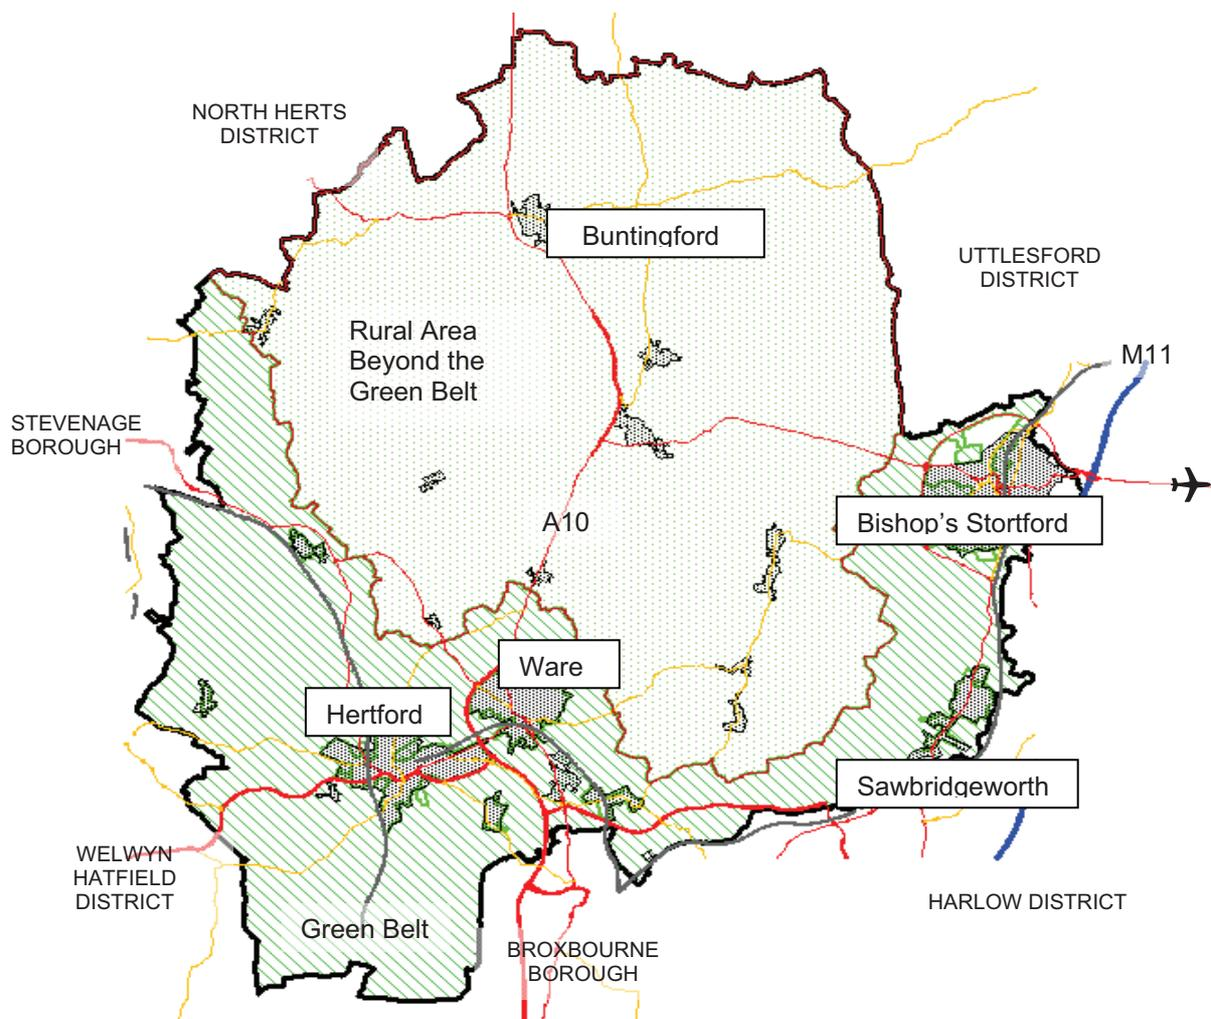 NORTH HERTS
DISTRICT
Buntingford
UTTLESFORD
DISTRICT
Rural Area
Beyond the
Green Belt
M11
STEVENAGE
BOROUGH
A10
Bishop’s Stortford
Ware
Hertford
Sawbridgeworth
WELWYN
HATFIELD
DISTRICT
HARLOW DISTRICT
Green Belt
BROXBOURNE
BOROUGH